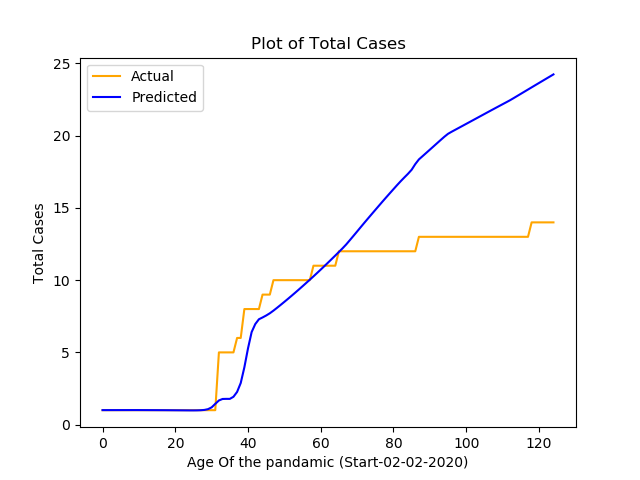 Plot of Total Cases
Actual
Predicted
25
20
15
10
5
0
Total Cases
0 20 40 60 80 100 120
Age Of the pandamic (Start-02-02-2020)